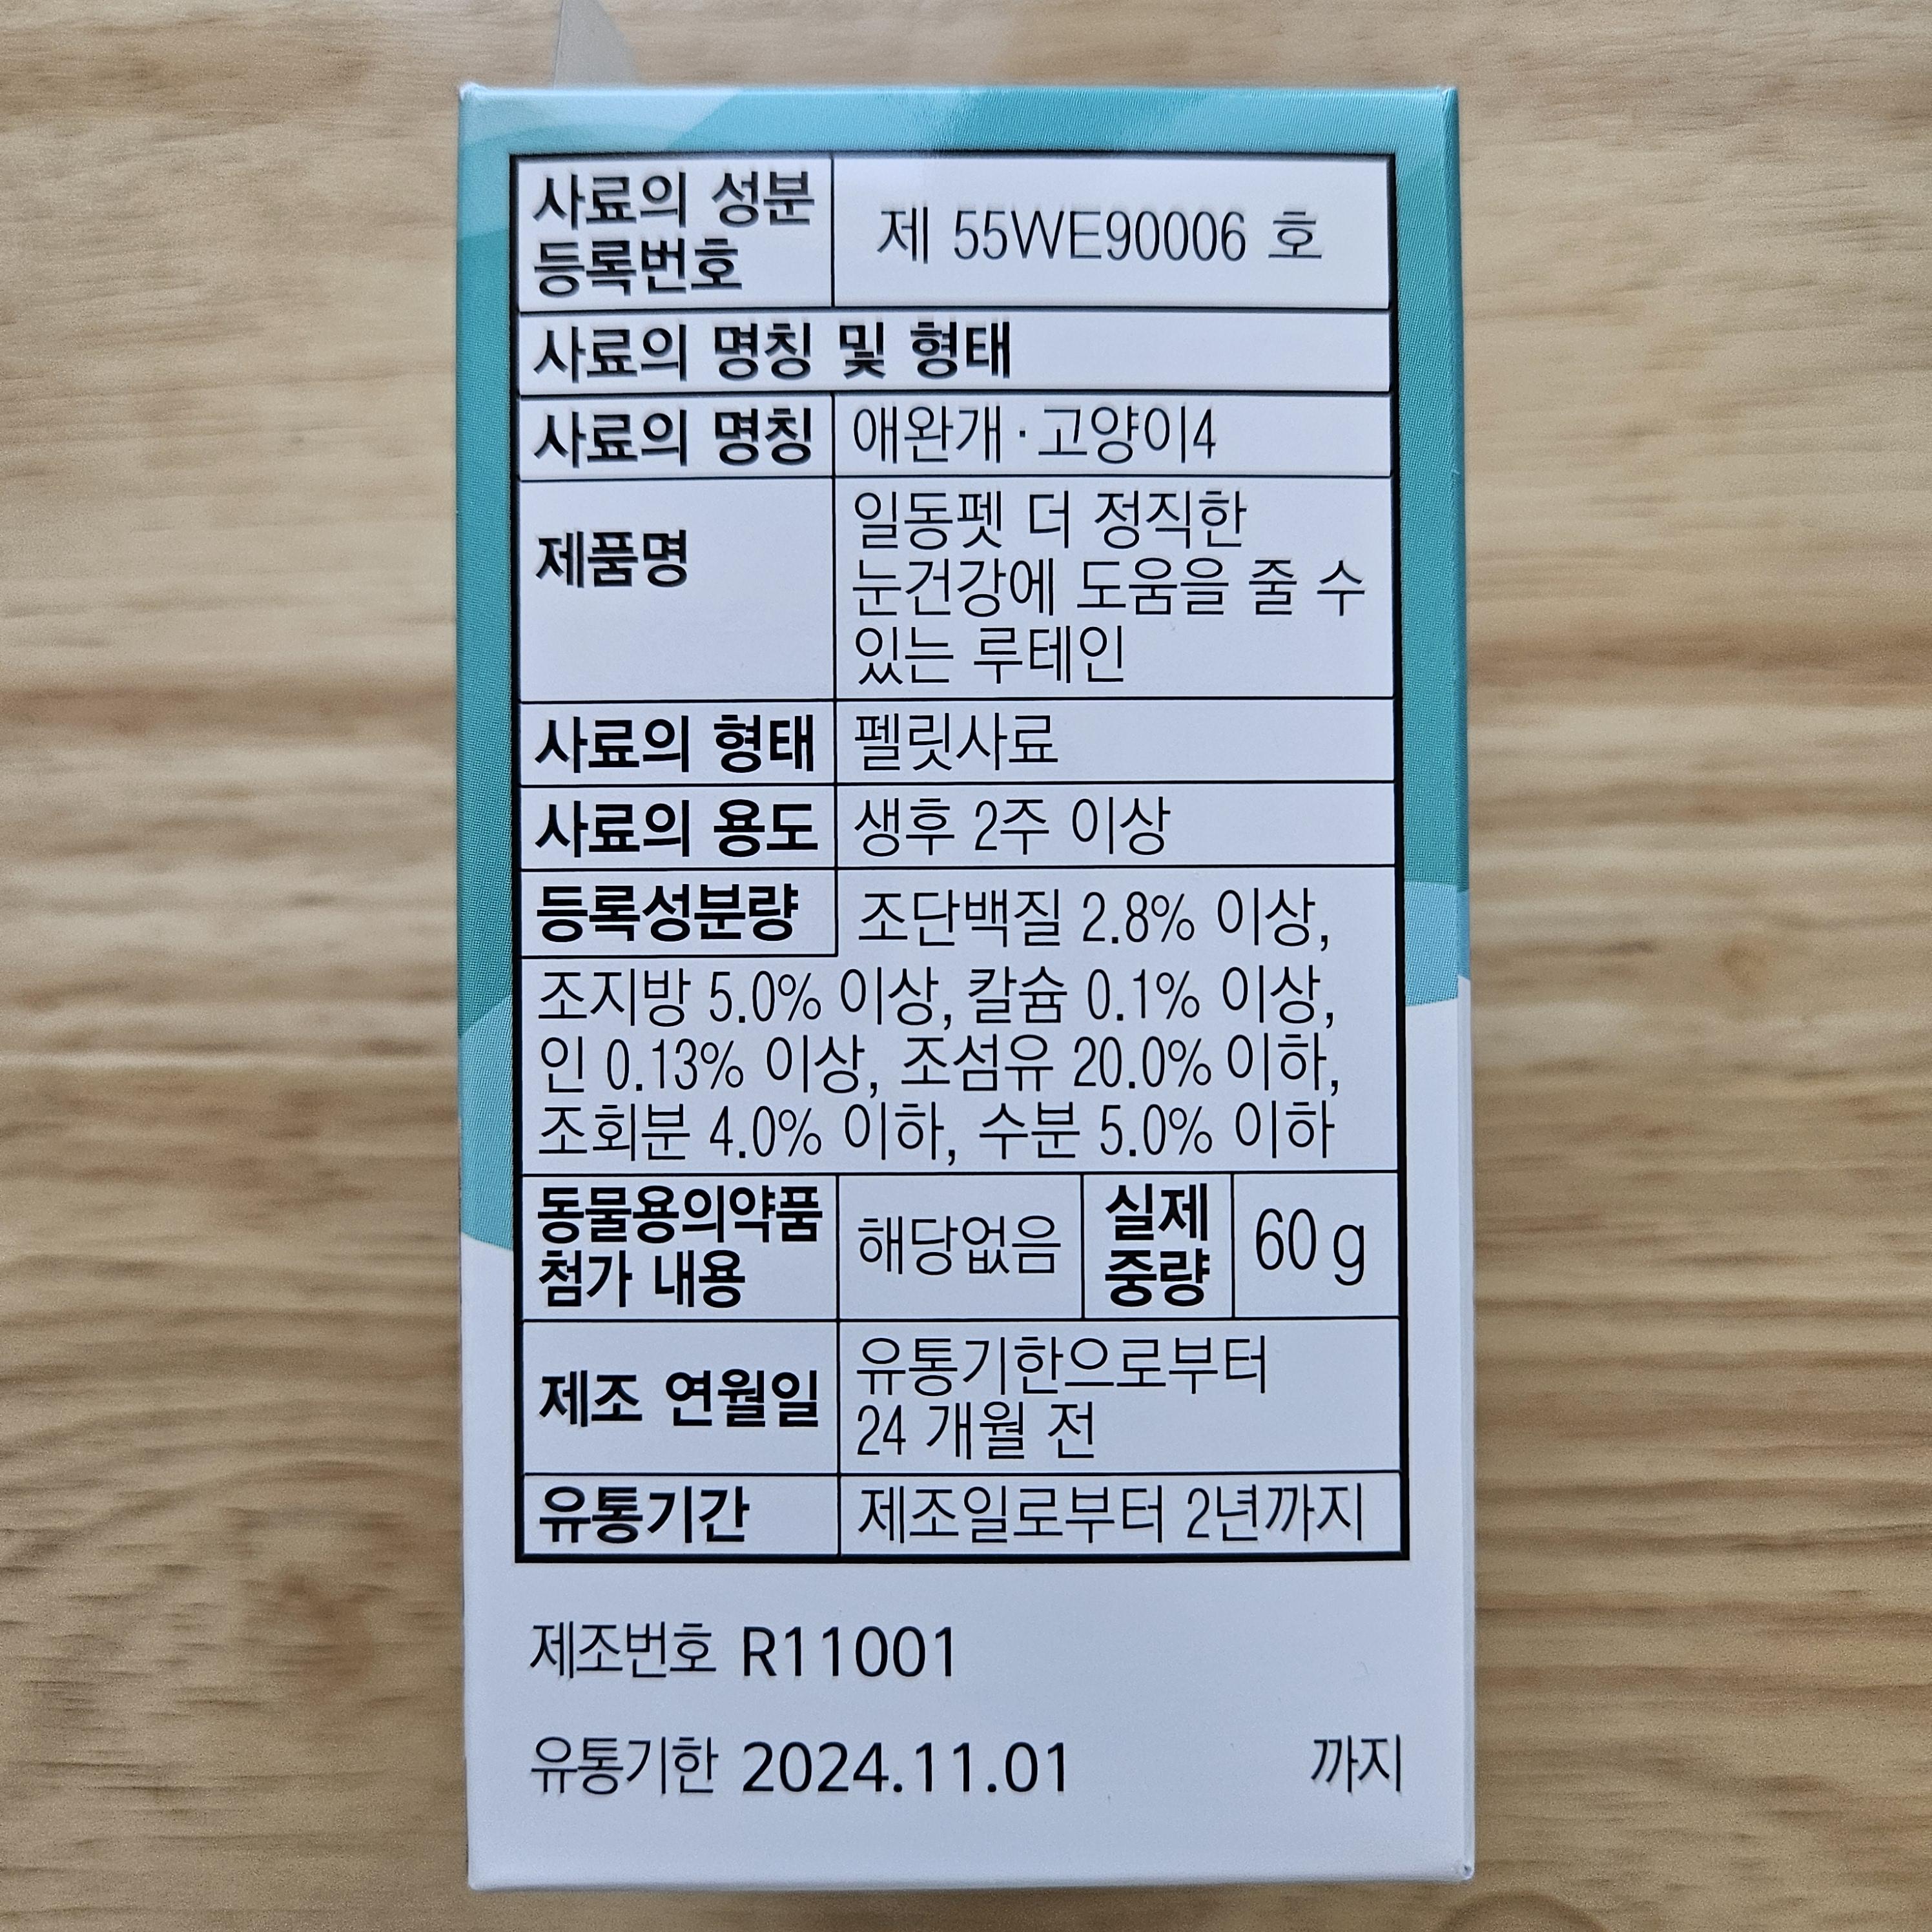 사료의 성분
등록번호
제 55WE90006 호
사료의 명칭 및 형태
사료의 명칭
애완개·고양이4
제품명
일동펫 더 정직한
눈건강에 도움을 줄 수
있는 루테인
사료의 형태
펠릿사료
사료의 용도
생후 2주 이상
등록성분량
조단백질 2.8% 이상,
조지방 5.0% 이상, 칼슘 0.1% 이상,
인 0.13% 이상, 조섬유 20.0% 이하,
조회분 4.0% 이하, 수분 5.0% 이하
동물용의약품
첨가 내용
해당없음
실제
중량
60 g
제조 연월일
유통기한으로부터
24 개월 전
유통기간
제조일로부터 2년까지
제조번호 R11001
유통기한 2024.11.01 까지